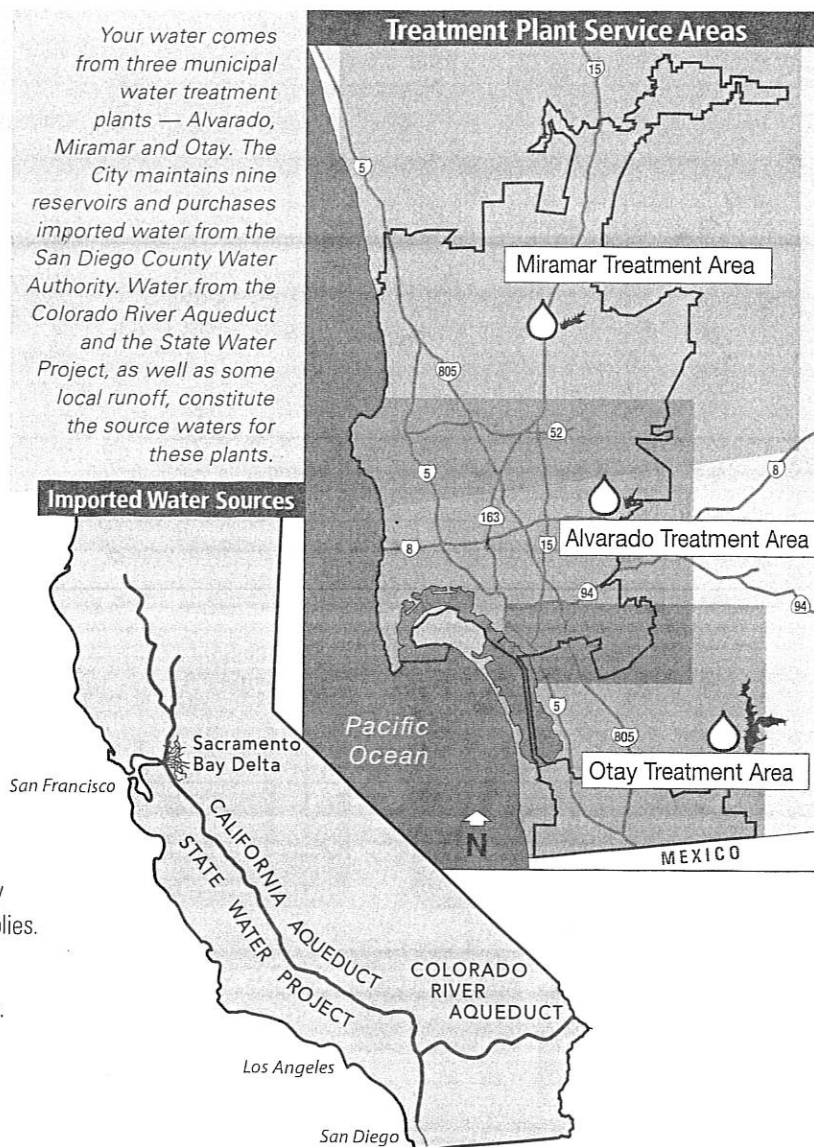 Your water comes
from three municipal
water treatment
plants — Alvarado,
Miramar and Otay. The
City maintains nine
reservoirs and purchases
imported water from the
San Diego County Water
Authority. Water from the
Colorado River Aqueduct
and the State Water
Project, as well as some
local runoff, constitute
the source waters for
these plants.
Treatment Plant Service Areas
15
5
Miramar Treatment Area
805
52
5
8
163
Alvarado Treatment Area
8
15
94
94
5
Pacific
Ocean
805
Otay Treatment Area
N
MEXICO
Imported Water Sources
Sacramento
Bay Delta
San Francisco
CALIFORNIA AQUEDUCT
STATE WATER PROJECT
COLORADO
RIVER
AQUEDUCT
Los Angeles
San Diego
plies.